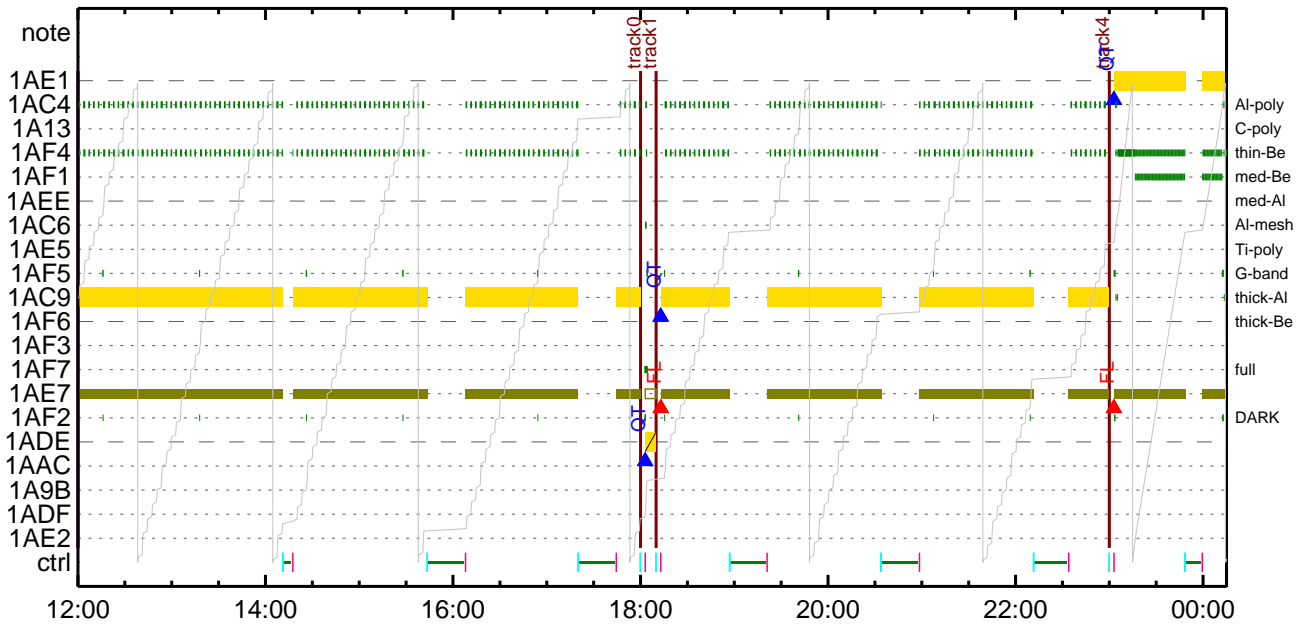 note
track0
track1
track4
QT
1AE1
1AC4 Al-poly
1A13 C-poly
1AF4 thin-Be
1AF1 med-Be
1AEE med-Al
1AC6 Al-mesh
1AE5 Ti-poly
1AF5 G-band
QT
1AC9 thick-Al
1AF6 thick-Be
1AF3
1AF7 full
FL
FL
1AE7
1AF2 DARK
QT
1ADE
1AAC
1A9B
1ADF
1AE2
ctrl
12:00 14:00 16:00 18:00 20:00 22:00 00:00